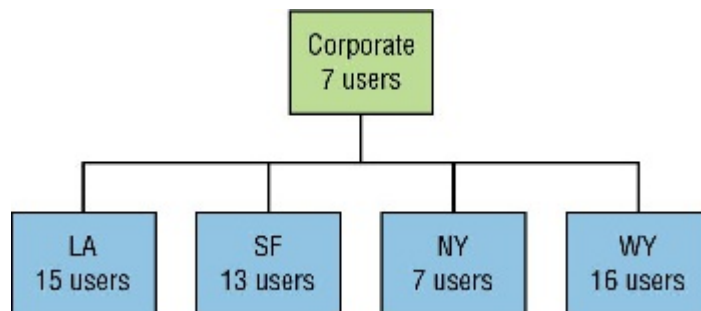 Corporate
7 users
LA
15 users
SF
13 users
NY
7 users
WY
16 users